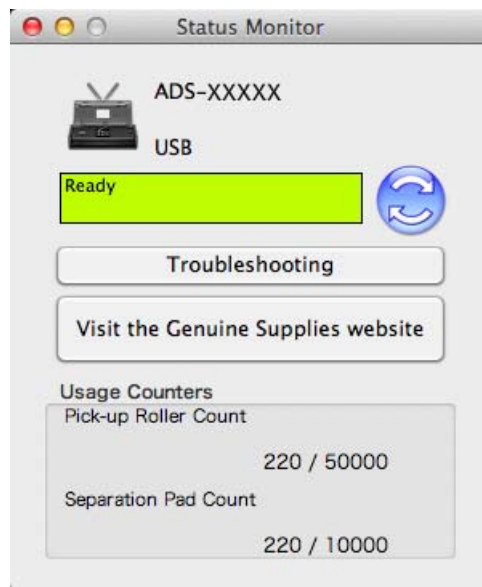 Status Monitor
ADS-XXXXX
USB
Ready
Troubleshooting
Visit the Genuine Supplies website
Usage Counters
Pick-up Roller Count
220 / 50000
Separation Pad Count
220 / 10000